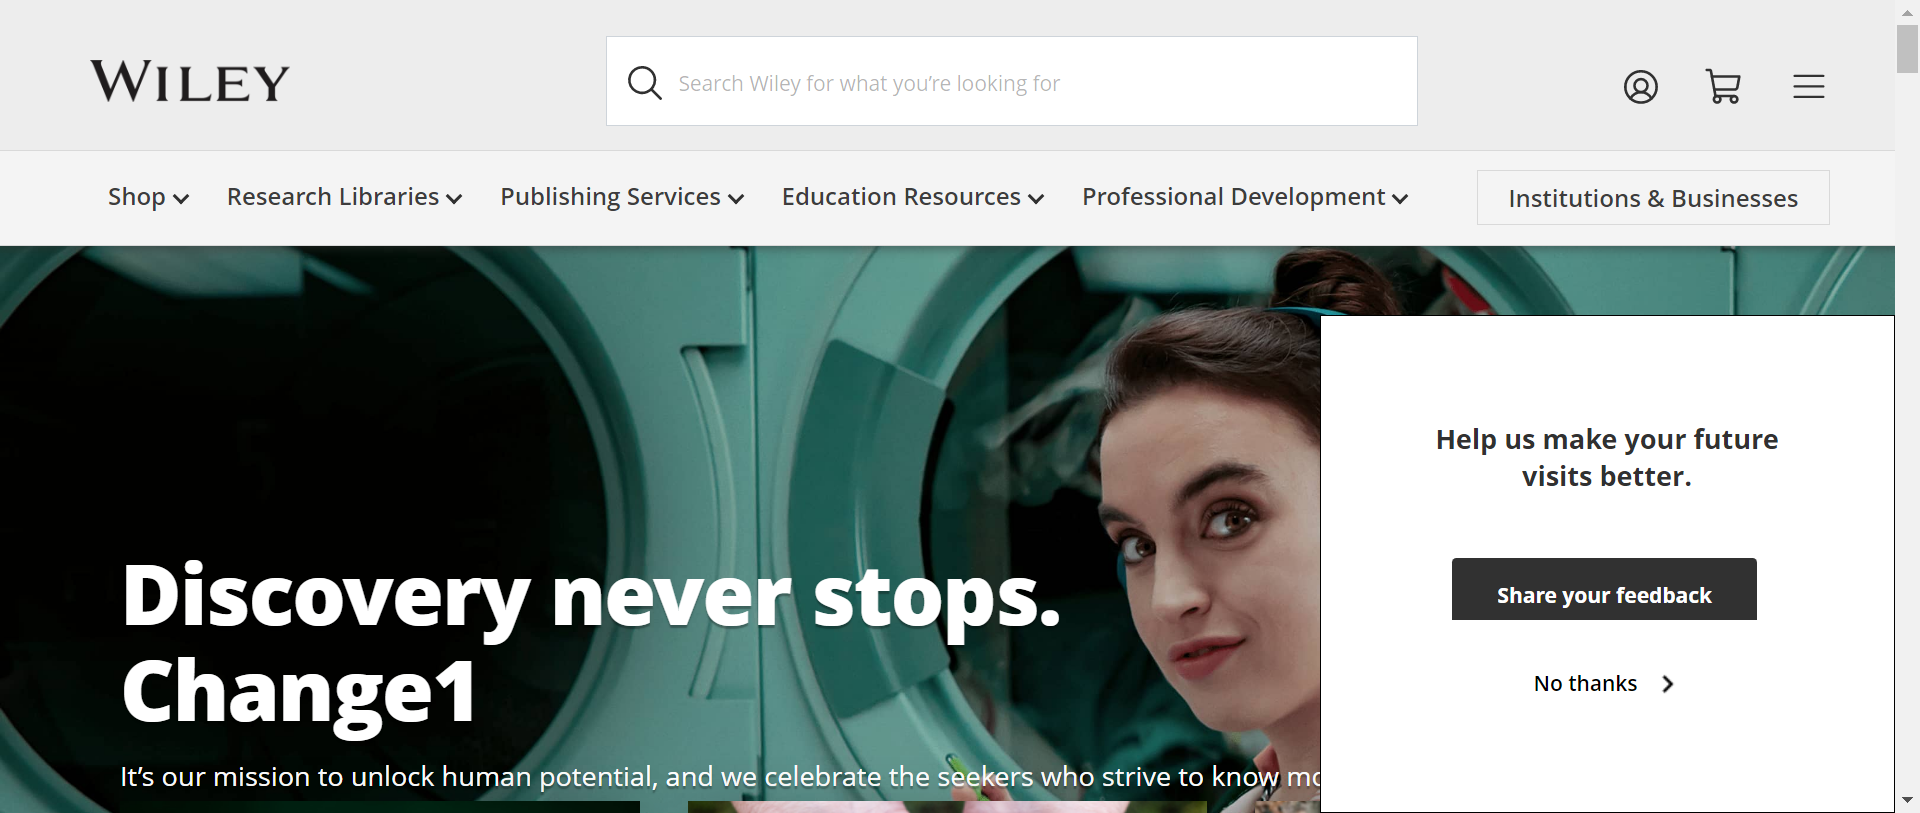 WILEY
Search Wiley for what you’re looking for
Shop
Research Libraries
Publishing Services
Education Resources
Professional Development
Institutions & Businesses
Discovery never stops.
Change1
It’s our mission to unlock human potential, and we celebrate the seekers who strive to know
Help us make your future
visits better.
Share your feedback
No thanks